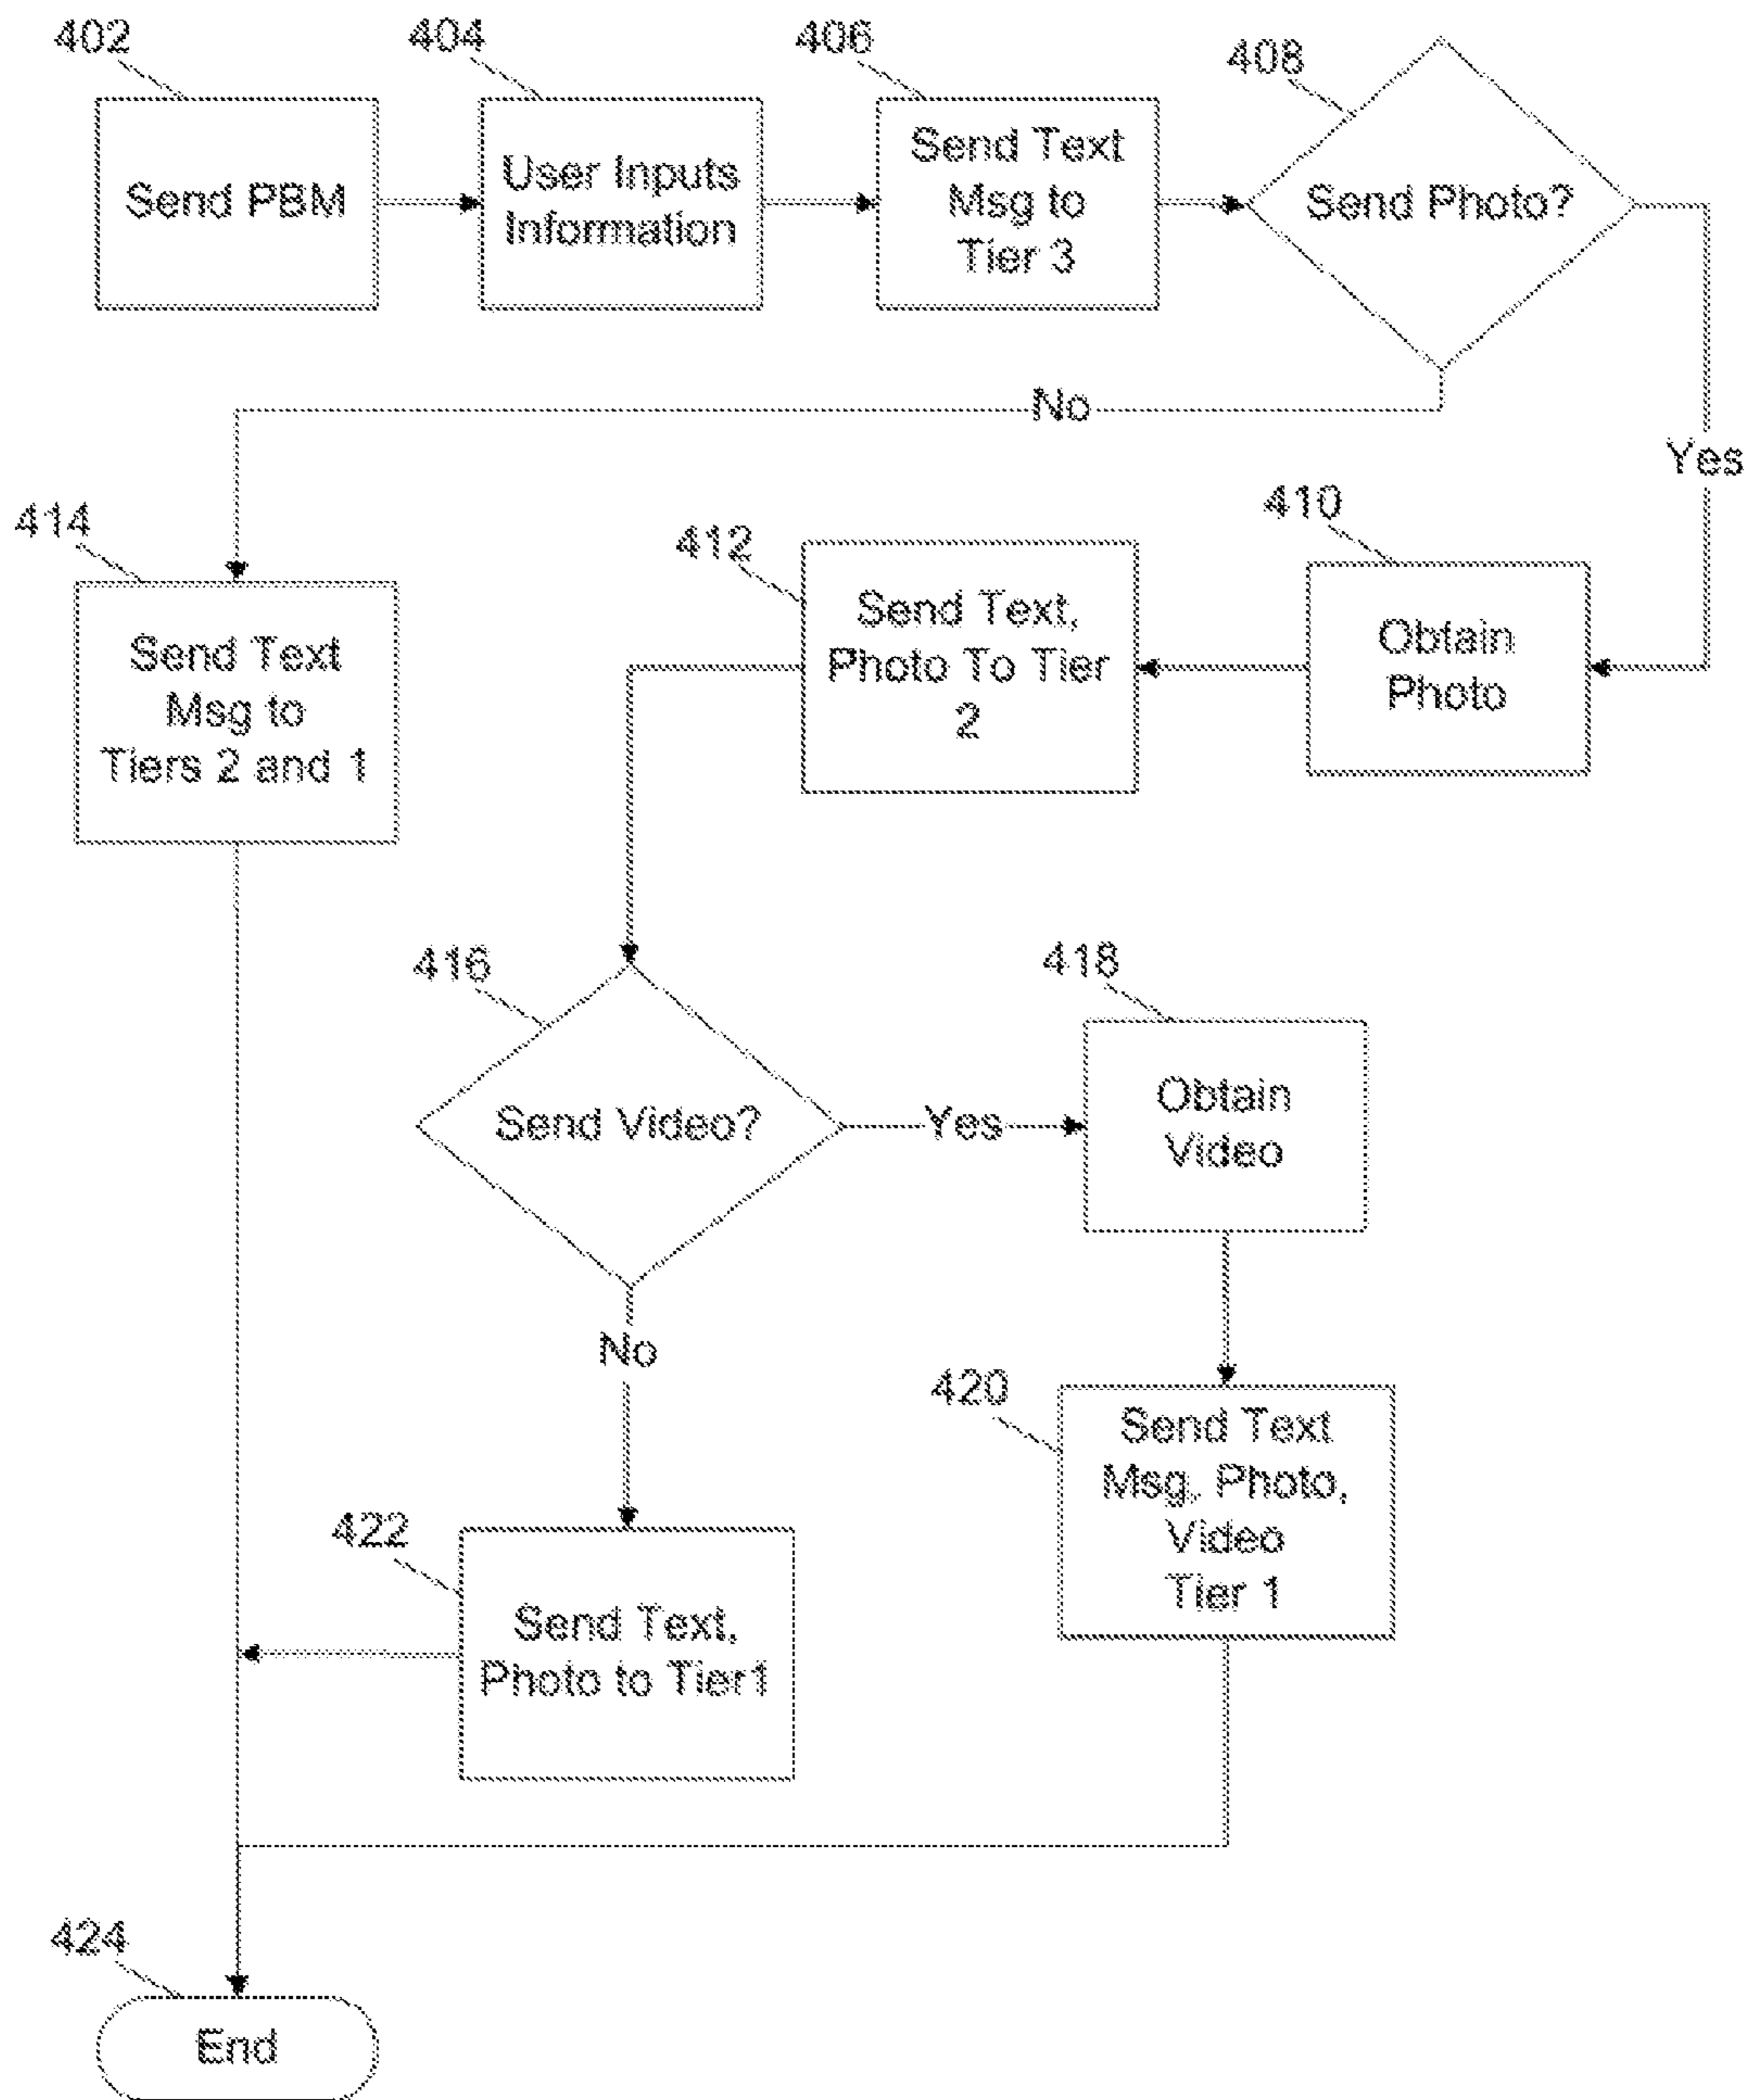 402
404
406
408
Send PBM
User Inputs
Information
Send Text
Msg to
Tier 3
Send Photo?
No
Yes
414
412
410
Send Text
Msg to
Tiers 2 and 1
Send Text,
Photo To Tier
2
Obtain
Photo
416
418
Send Video?
Yes
Obtain
Video
No
420
Send Text
Msg, Photo,
Video
Tier 1
422
Send Text,
Photo to Tier1
424
End